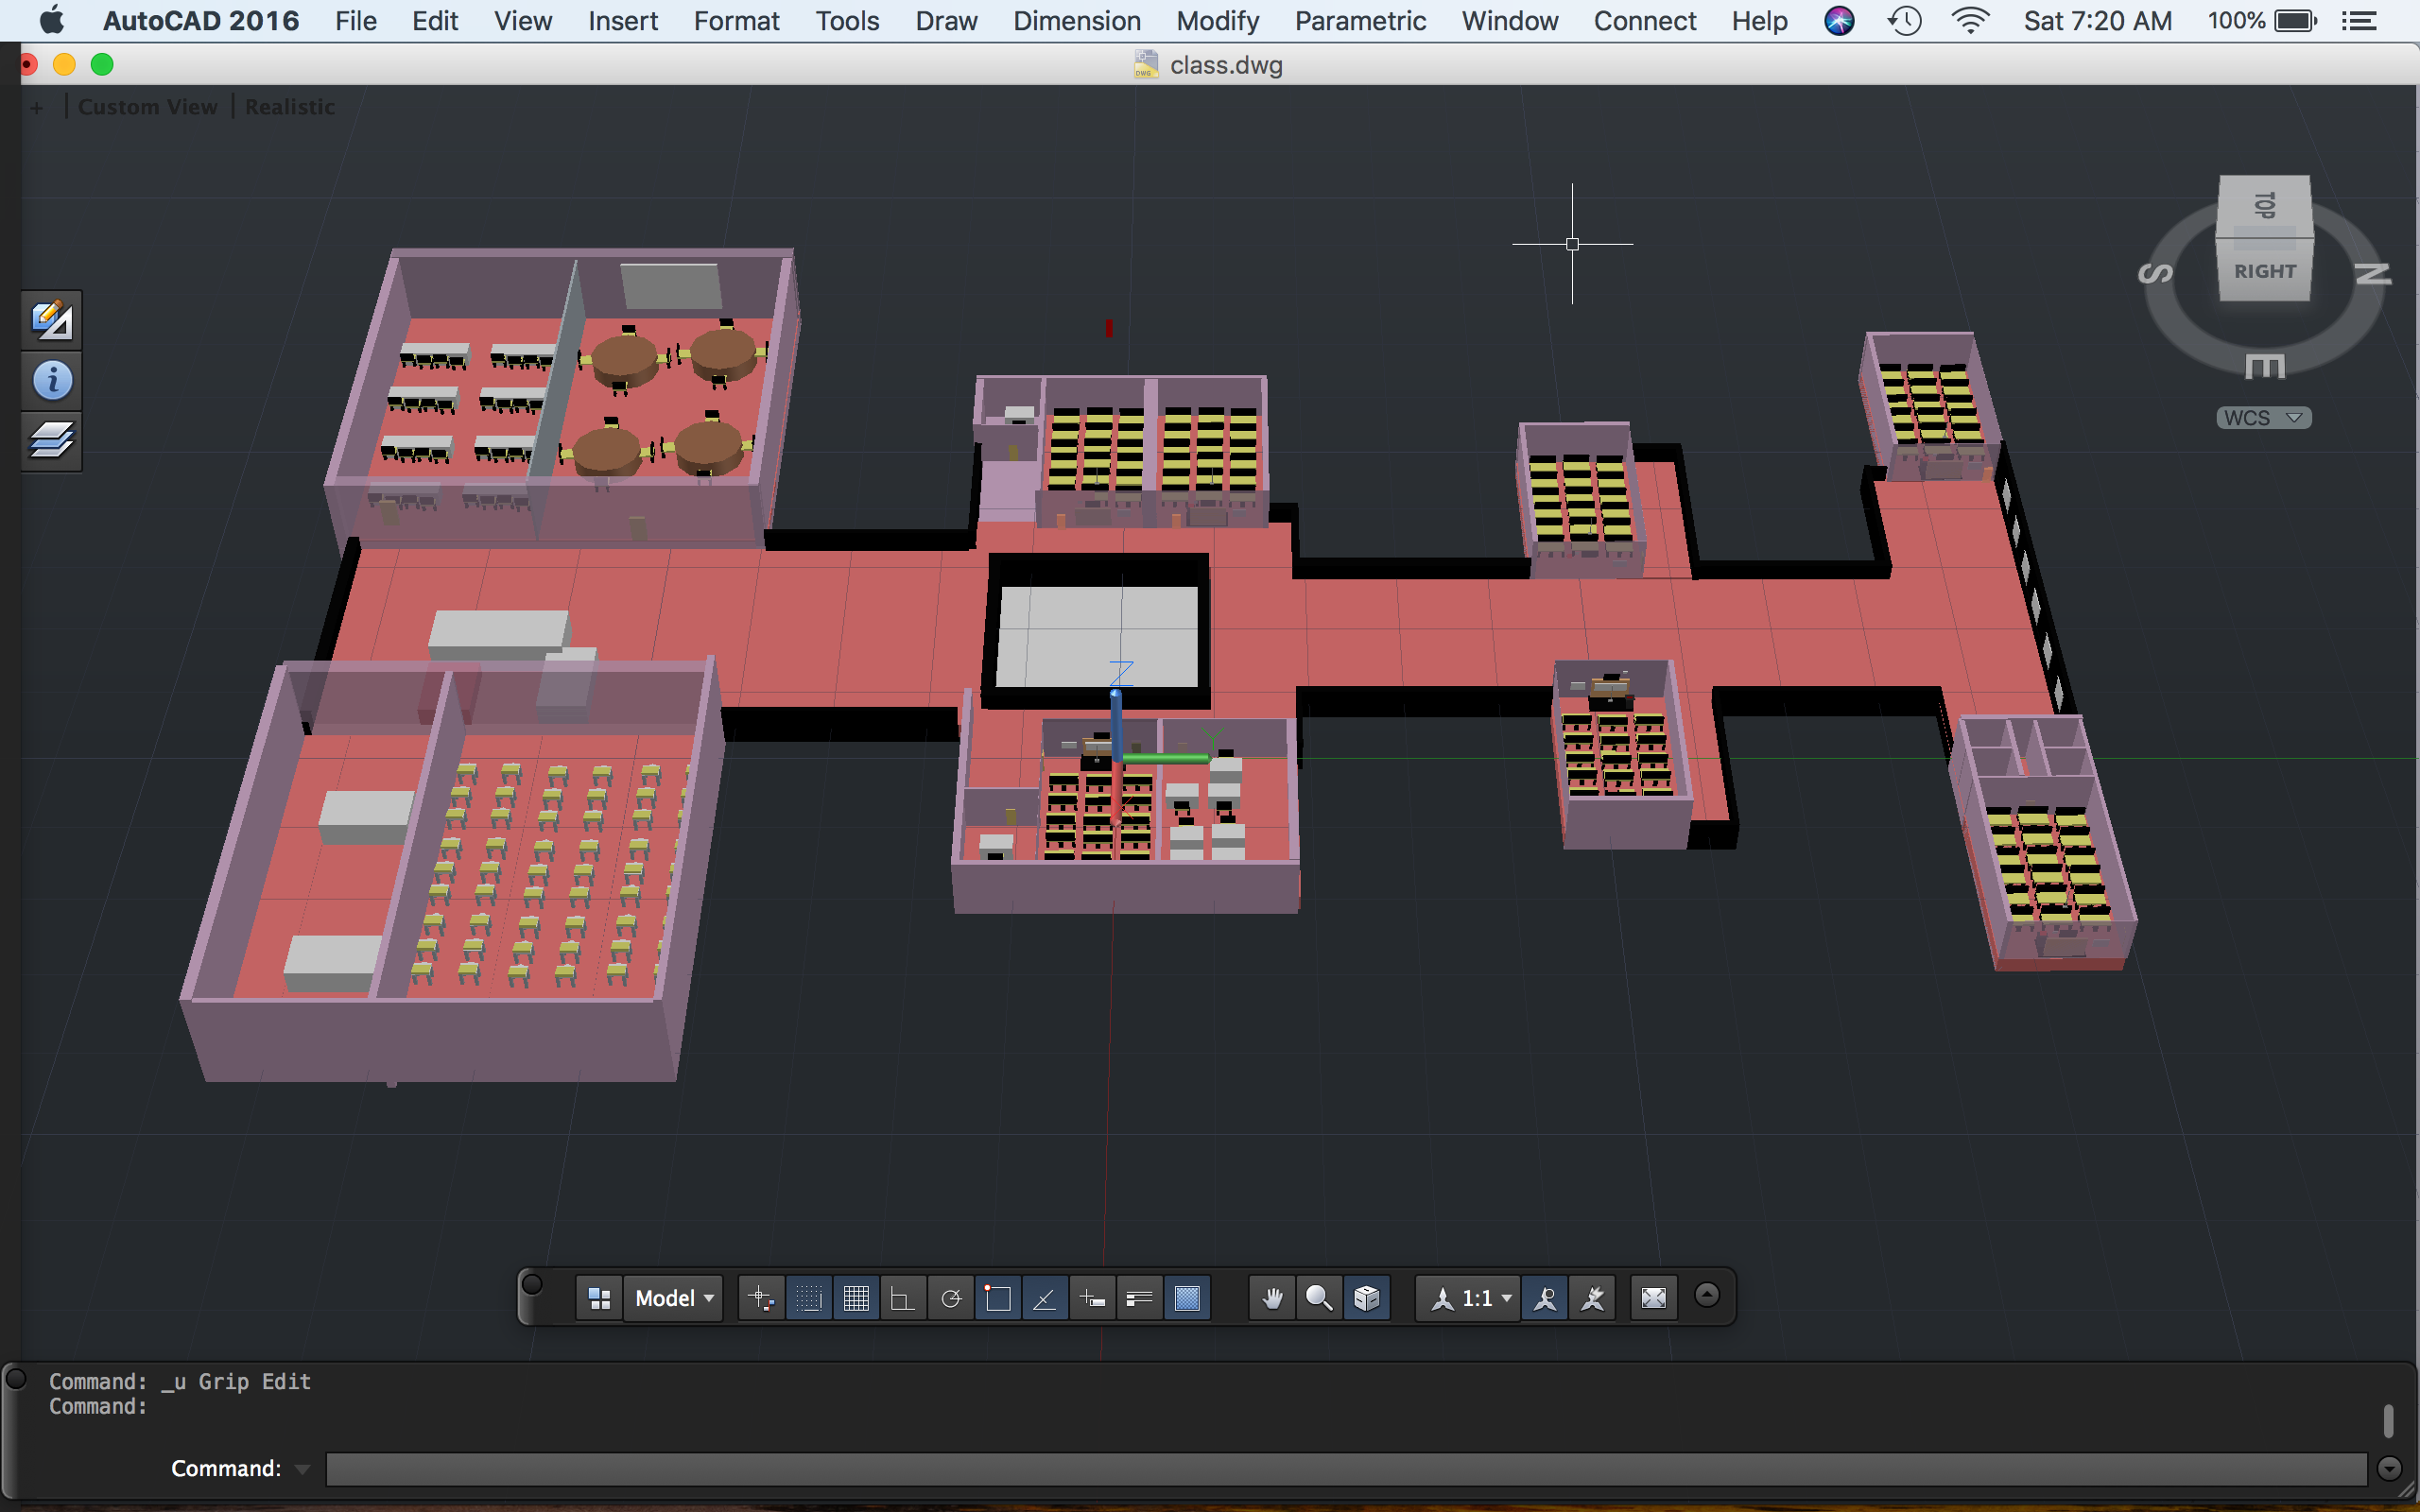 AutoCAD 2016 File Edit View Insert Format Tools Draw Dimension Modify Parametric Window Connect Help Sat 7:20 AM 100%
DWG class.dwg
+ | Custom View | Realistic
TOP
RIGHT
S
N
E
WCS
Z
Y
Model
1:1
Command: _u Grip Edit
Command:
Command: